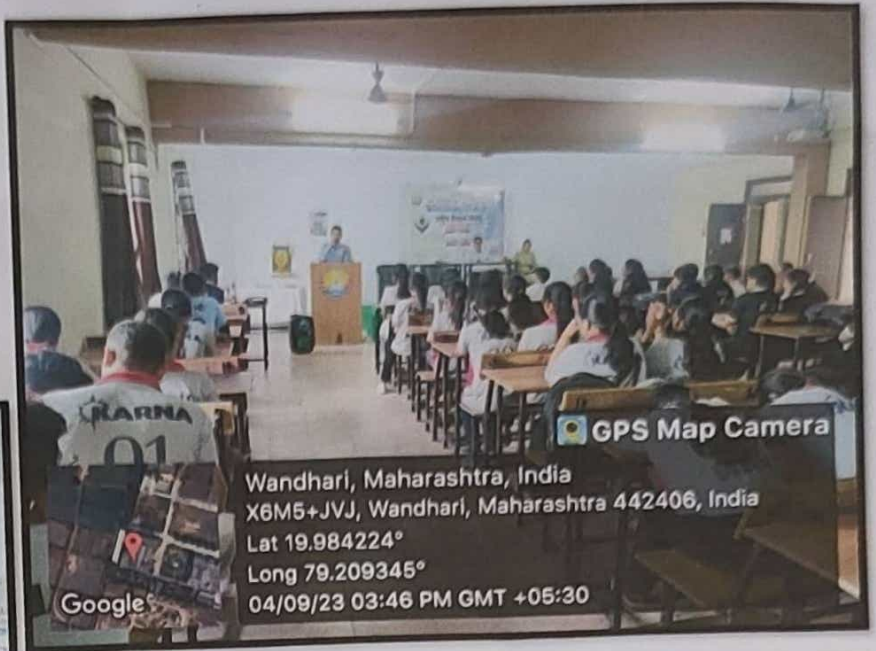 KARNA
01
GPS Map Camera
Wandhari, Maharashtra, India
X6M5+JVJ, Wandhari, Maharashtra 442406, India
Lat 19.984224°
Long 79.209345°
04/09/23 03:46 PM GMT +05:30
Google